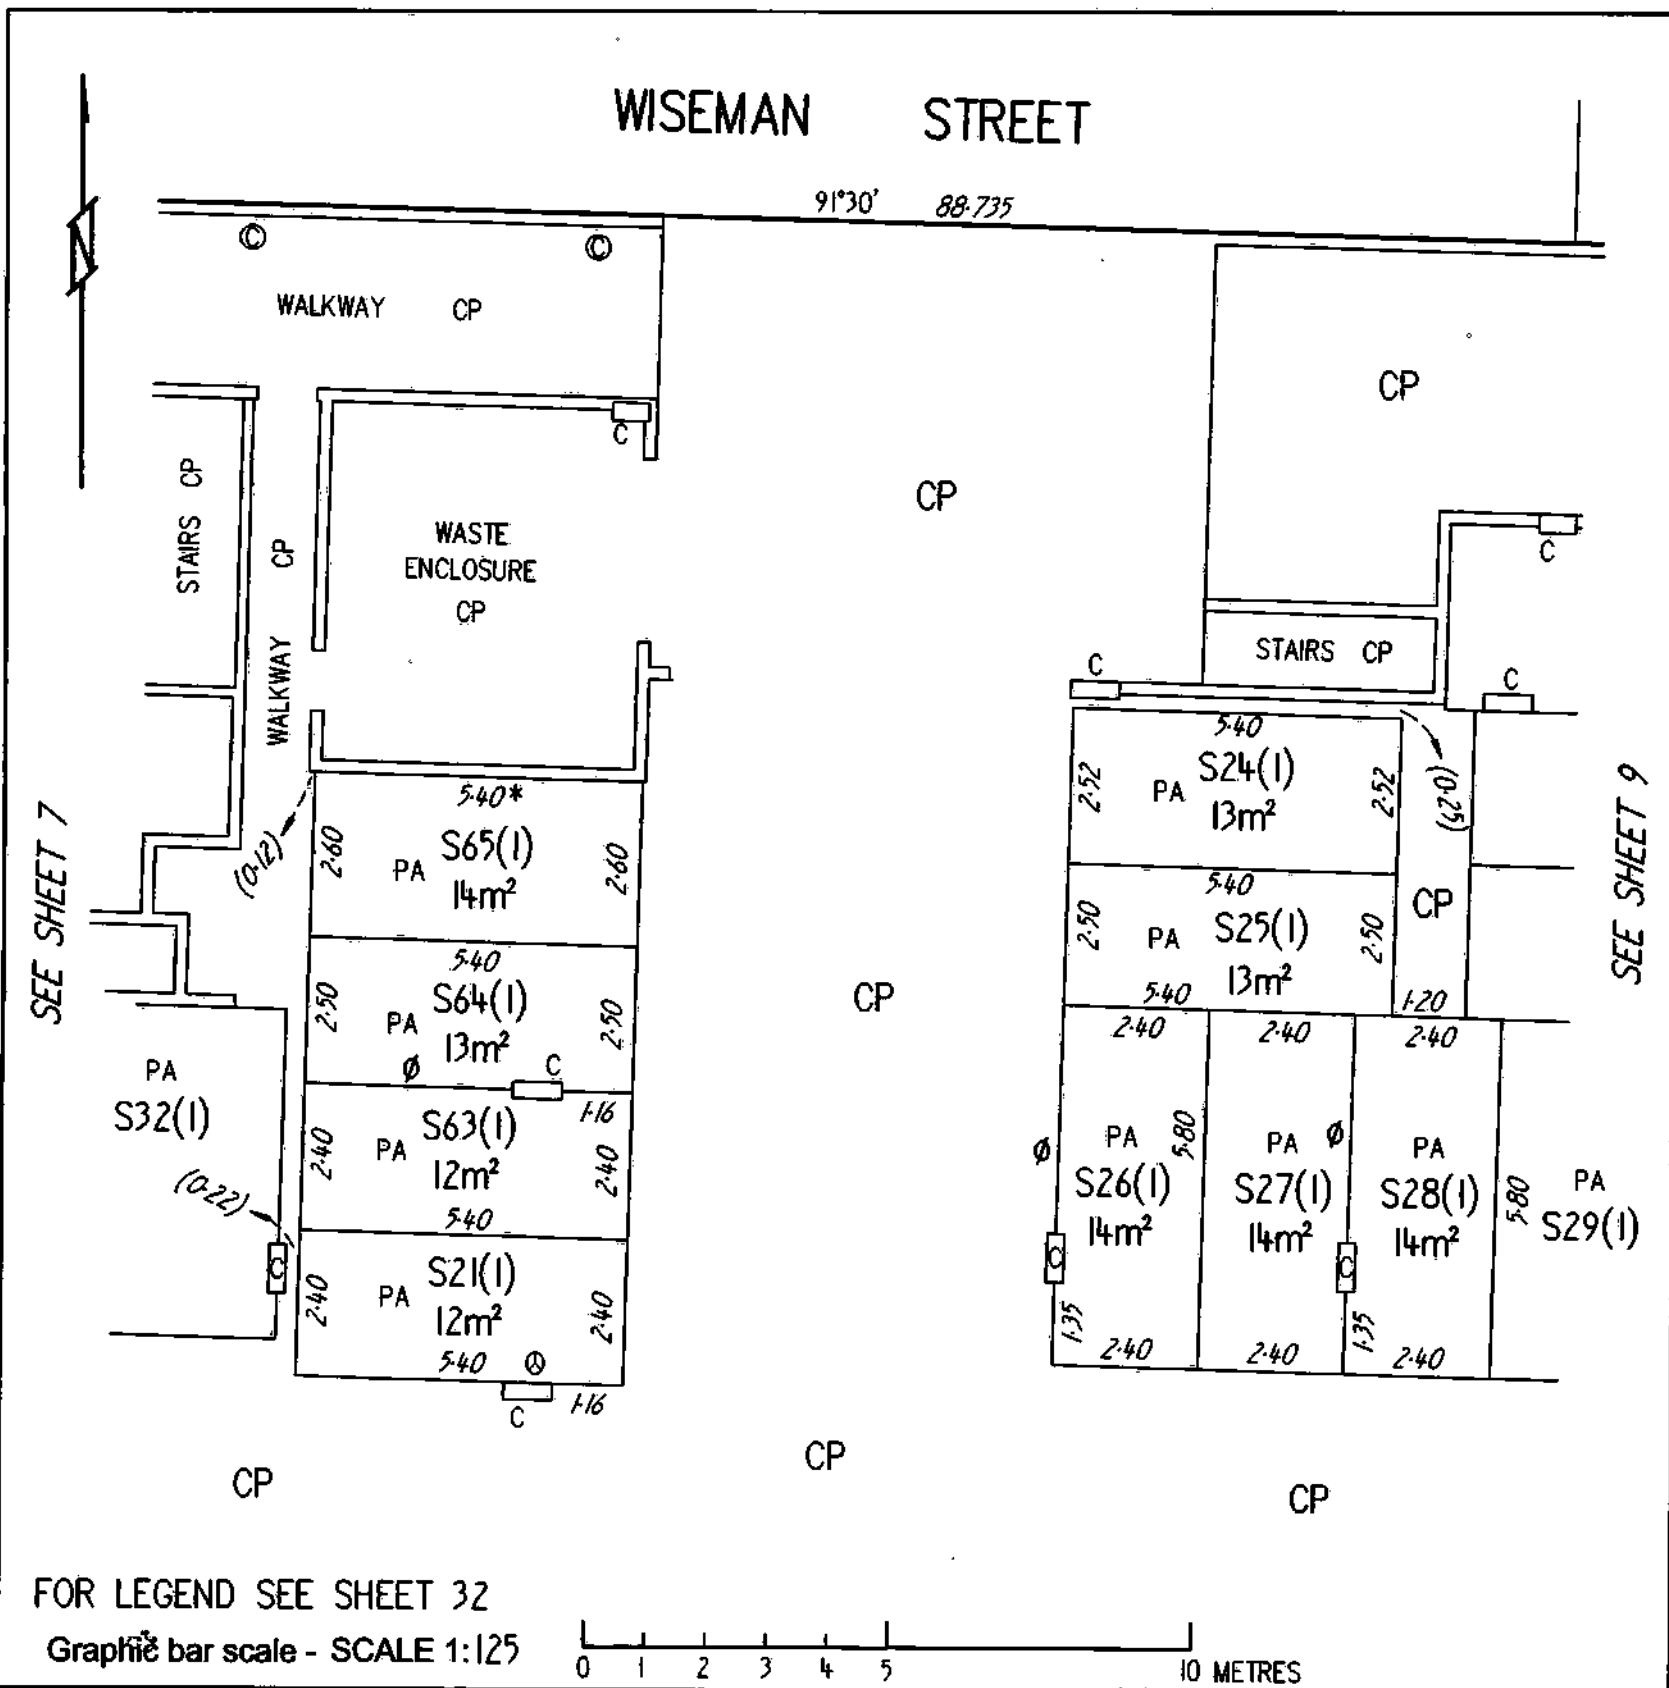 WISEMAN STREET
91°30' 88·735
© ©
WALKWAY CP
CP
C
STAIRS CP
WALKWAY CP
WASTE
ENCLOSURE
CP
CP
C
STAIRS CP
C
C
SEE SHEET 7
(0·12)
5·40*
2·60
PA
S65(1)
14m²
2·60
5·40
2·50
PA
S64(1)
13m²
2·50
Ø
C
1·16
2·40
PA
S63(1)
12m²
2·40
5·40
2·40
PA
S21(1)
12m²
2·40
5·40
C
1·16
PA
S32(1)
(0·22)
C
CP
5·40
2·52
PA
S24(1)
13m²
2·52
(0·25)
5·40
2·50
PA
S25(1)
13m²
2·50
5·40
CP
1·20
SEE SHEET 9
2·40
2·40
2·40
Ø
PA
S26(1)
14m²
5·80
C
1·35
2·40
PA
Ø
S27(1)
14m²
C
1·35
2·40
PA
S28(1)
14m²
2·40
5·80
PA
S29(1)
CP
CP
CP
FOR LEGEND SEE SHEET 32
Graphic bar scale - SCALE 1:125
0 1 2 3 4 5 10 METRES